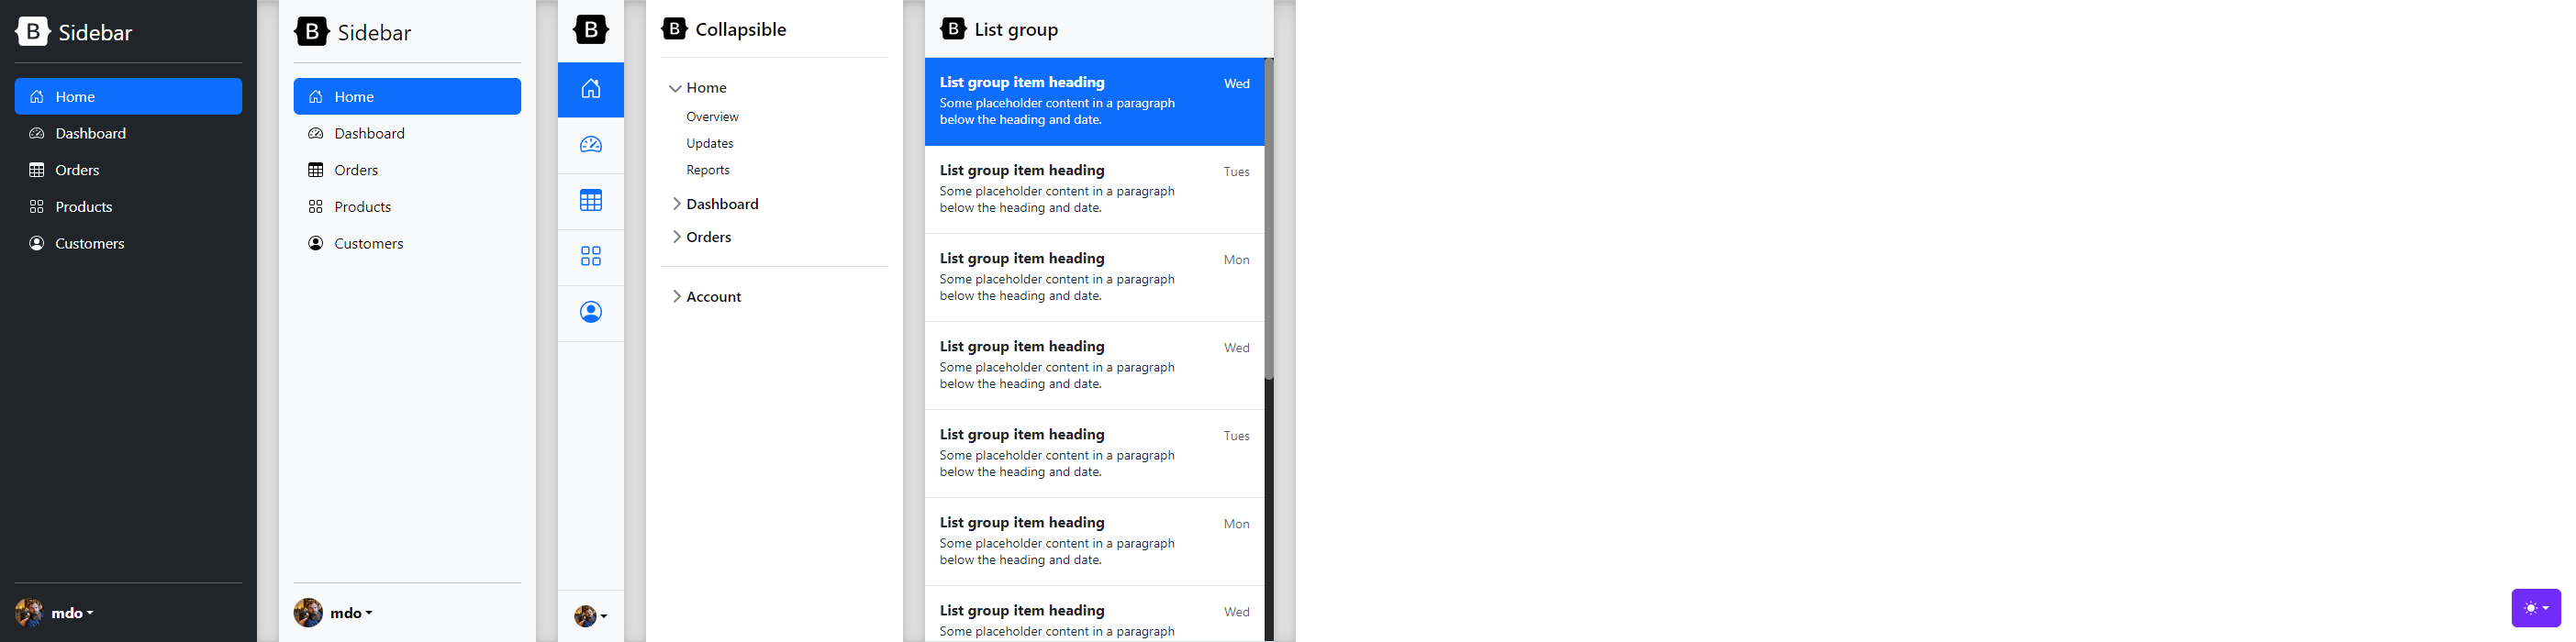 B Sidebar
Home
Dashboard
Orders
Products
Customers
mdo
B Sidebar
Home
Dashboard
Orders
Products
Customers
mdo
B
B Collapsible
Home
Overview
Updates
Reports
Dashboard
Orders
Account
B List group
List group item heading Wed
Some placeholder content in a paragraph
below the heading and date.
List group item heading Tues
Some placeholder content in a paragraph
below the heading and date.
List group item heading Mon
Some placeholder content in a paragraph
below the heading and date.
List group item heading Wed
Some placeholder content in a paragraph
below the heading and date.
List group item heading Tues
Some placeholder content in a paragraph
below the heading and date.
List group item heading Mon
Some placeholder content in a paragraph
below the heading and date.
List group item heading Wed
Some placeholder content in a paragraph